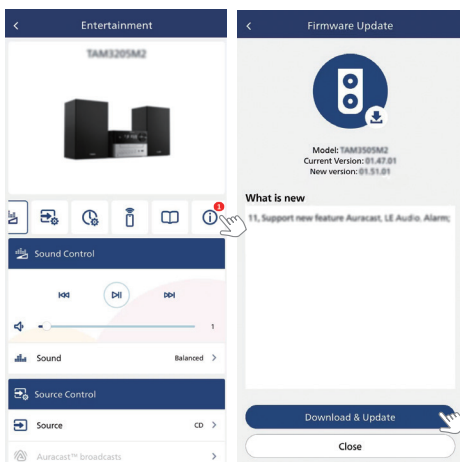 Entertainment
TAM3205M2
1
Sound Control
1
Sound
Balanced
Source Control
Source
CD
Auracast™ broadcasts
Firmware Update
Model: TAM3505M2
Current Version: 01.47.01
New version: 01.51.01
What is new
11, Support new feature Auracast, LE Audio, Alarm;
Download & Update
Close